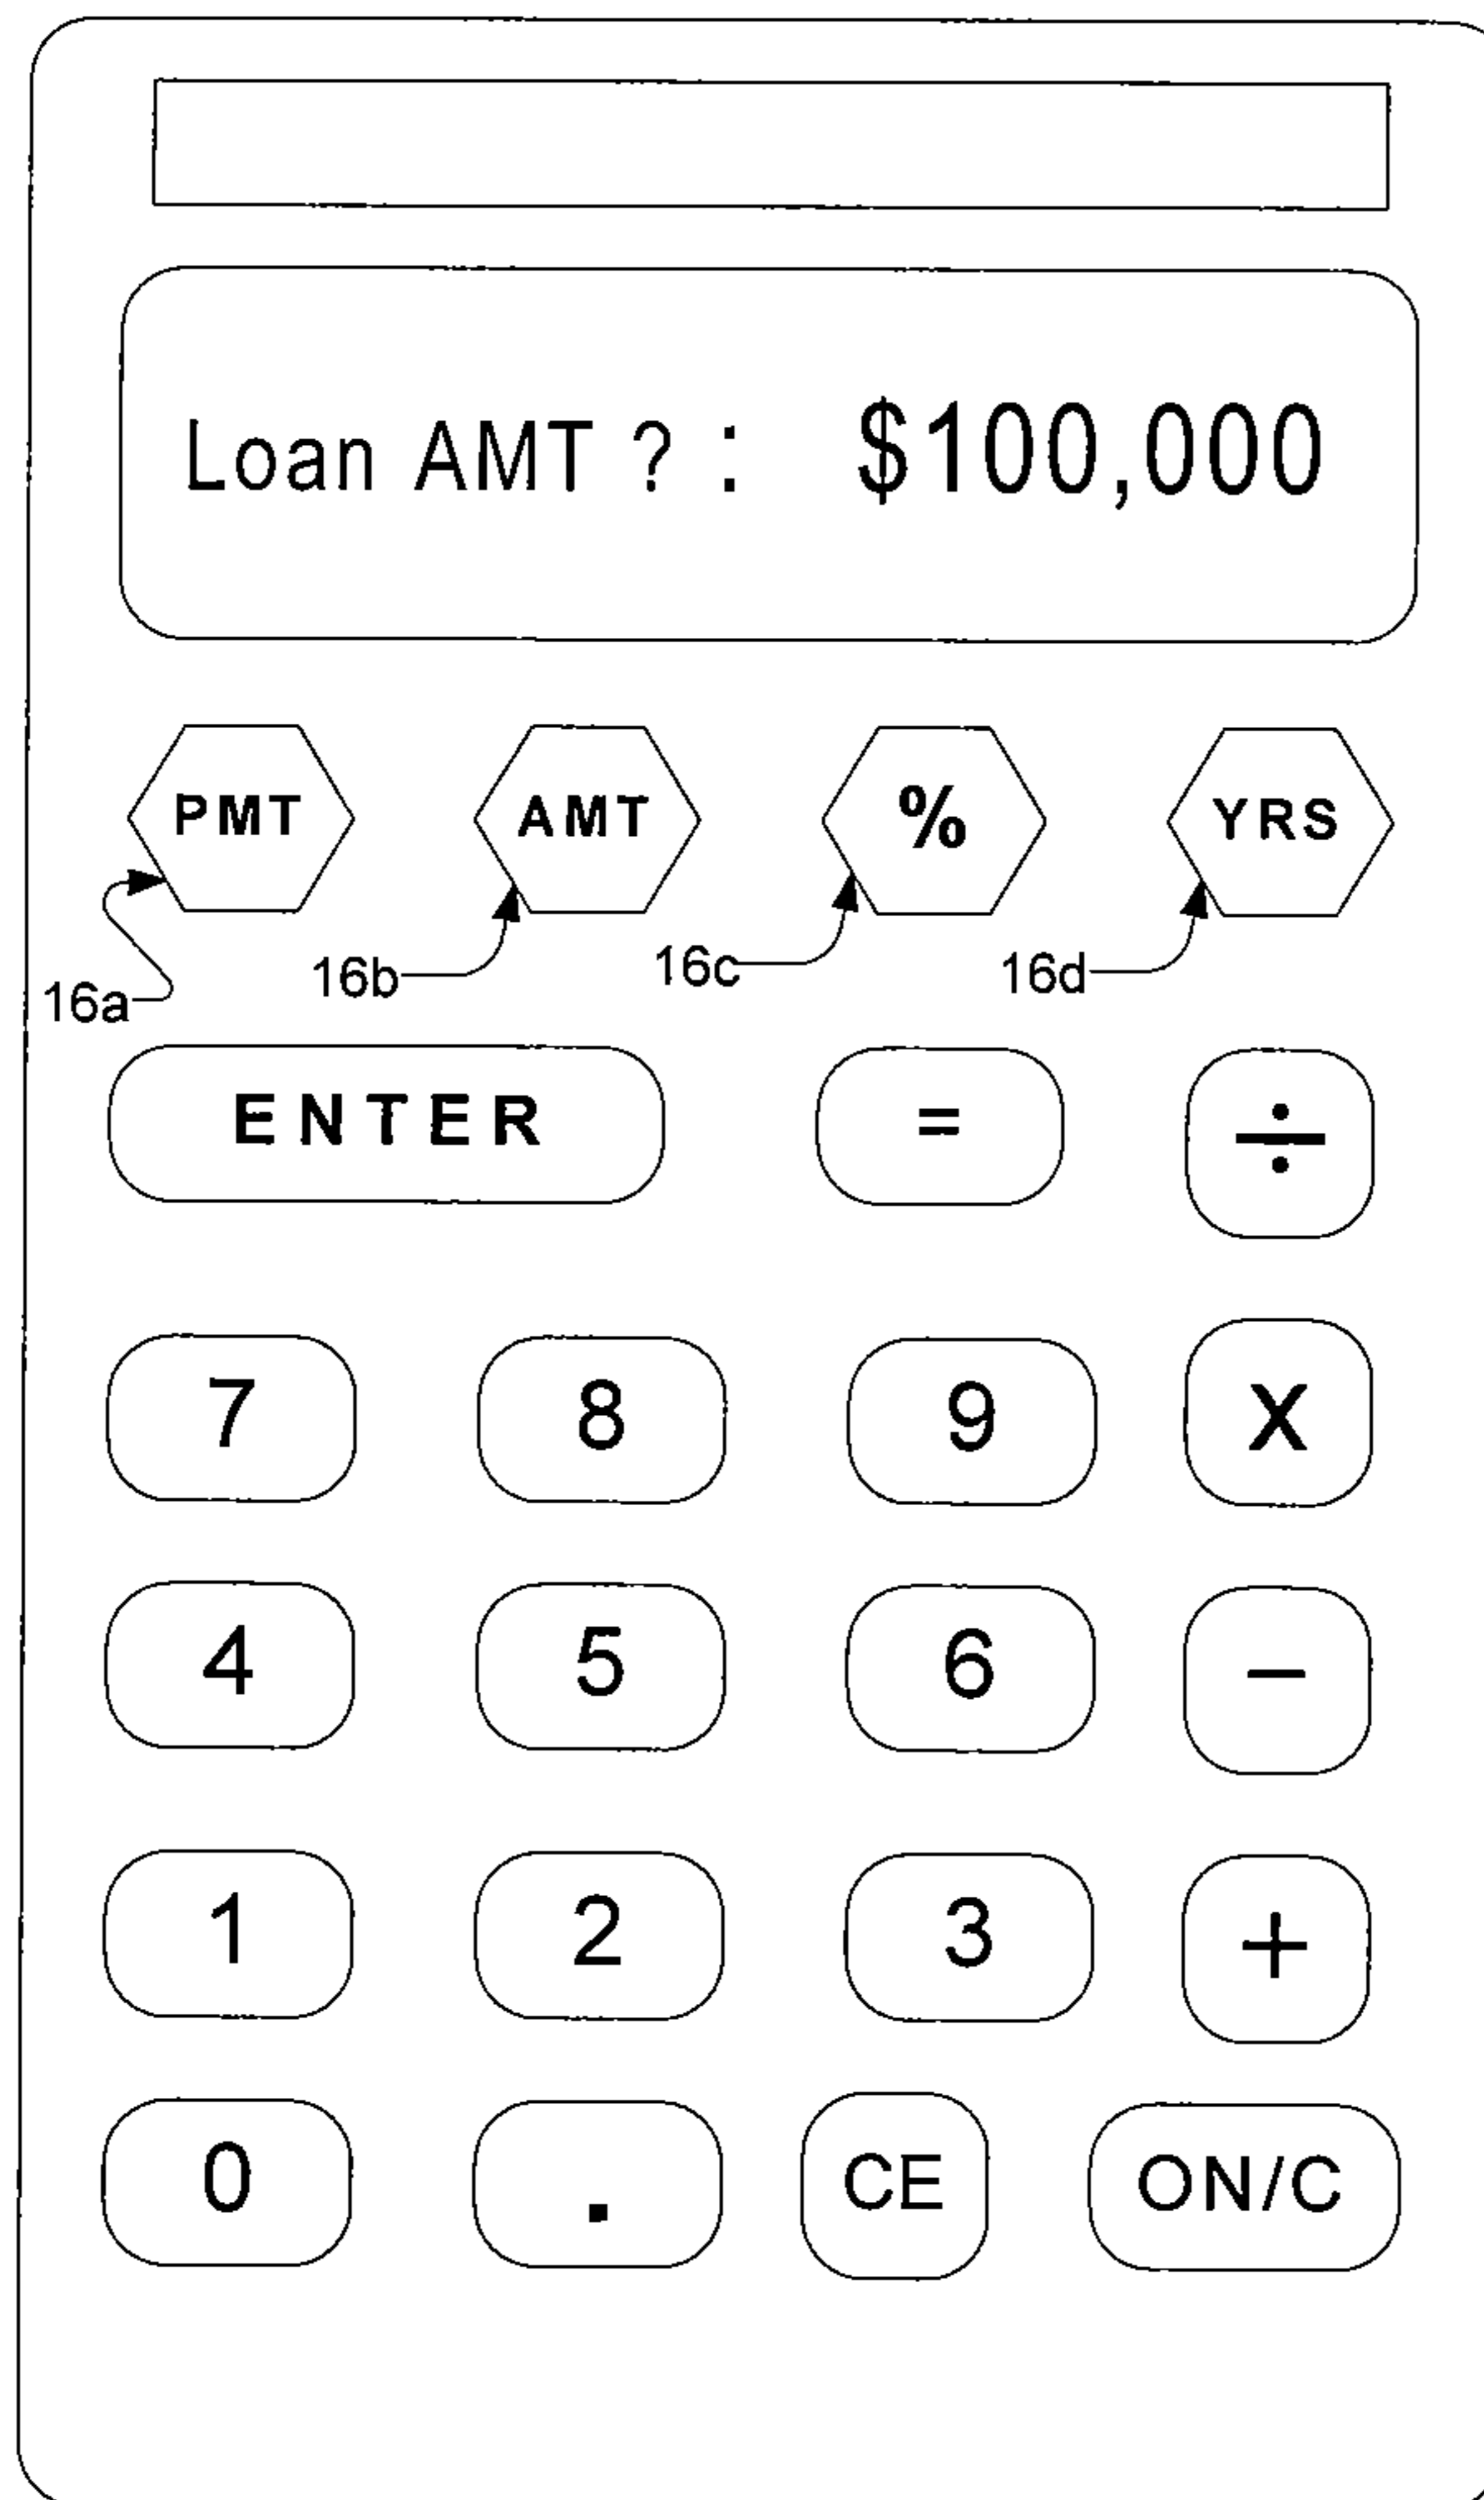 Loan AMT ? : $100,000
PMT AMT % YRS
16a 16b 16c 16d
ENTER = ÷
7 8 9 X
4 5 6 −
1 2 3 +
0 . CE ON/C